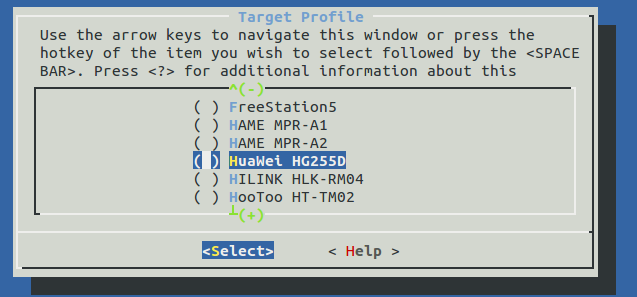 Target Profile
Use the arrow keys to navigate this window or press the
hotkey of the item you wish to select followed by the <SPACE
BAR>. Press <?> for additional information about this
^(-)
( ) FreeStation5
( ) HAME MPR-A1
( ) HAME MPR-A2
( ) HuaWei HG255D
( ) HILINK HLK-RM04
( ) HooToo HT-TM02
┴(+)
<Select> < Help >